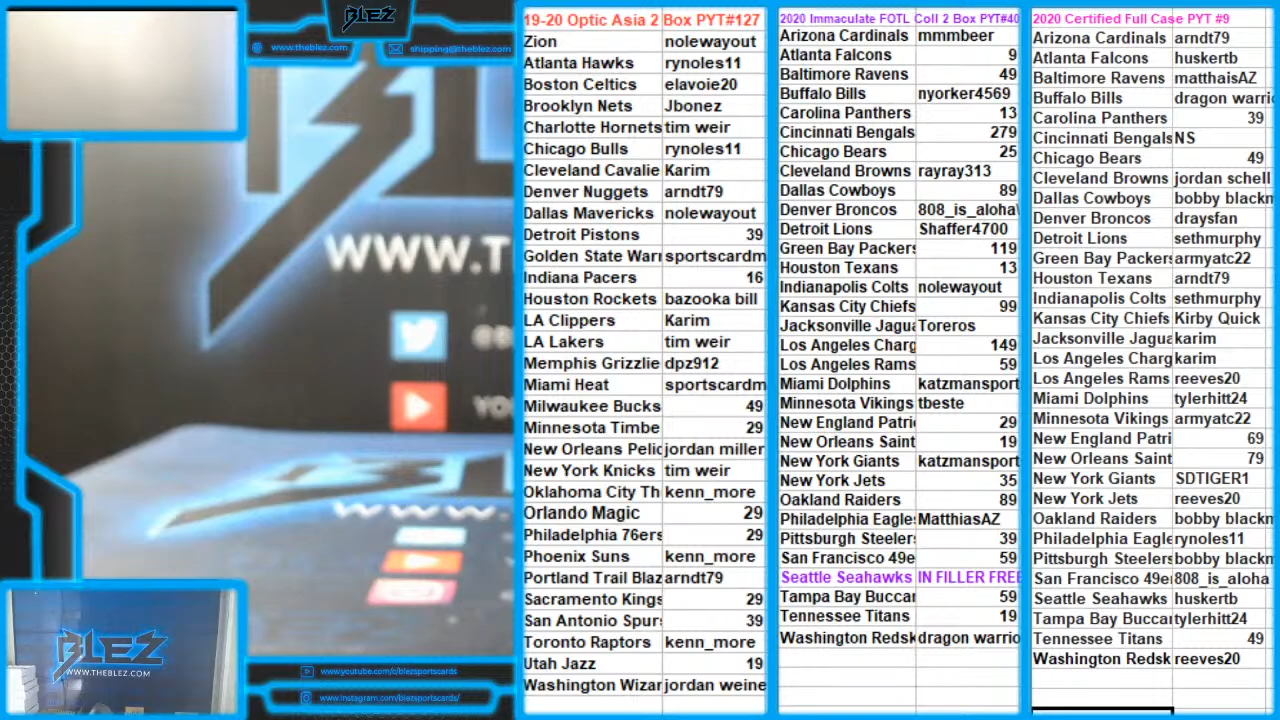 BLEZ
www.theblez.com
shipping@theblez.com
WWW.T
YOU
www.
BLEZ
WWW.THEBLEZ.COM
www.youtube.com/c/blezsportscards
www.instagram.com/blezsportscards/
19-20 Optic Asia 2 Box PYT#127
Zion nolewayout
Atlanta Hawks rynoles11
Boston Celtics elavoie20
Brooklyn Nets Jbonez
Charlotte Hornets tim weir
Chicago Bulls rynoles11
Cleveland Cavalie Karim
Denver Nuggets arndt79
Dallas Mavericks nolewayout
Detroit Pistons 39
Golden State Warr sportscardm
Indiana Pacers 16
Houston Rockets bazooka bill
LA Clippers Karim
LA Lakers tim weir
Memphis Grizzlie dpz912
Miami Heat sportscardm
Milwaukee Bucks 49
Minnesota Timbe 29
New Orleans Pelic jordan miller
New York Knicks tim weir
Oklahoma City Th kenn_more
Orlando Magic 29
Philadelphia 76ers 29
Phoenix Suns kenn_more
Portland Trail Blaz arndt79
Sacramento Kings 29
San Antonio Spurs 39
Toronto Raptors kenn_more
Utah Jazz 19
Washington Wizar jordan weine
2020 Immaculate FOTL Coll 2 Box PYT#40
Arizona Cardinals mmmbeer
Atlanta Falcons 9
Baltimore Ravens 49
Buffalo Bills nyorker4569
Carolina Panthers 13
Cincinnati Bengals 279
Chicago Bears 25
Cleveland Browns rayray313
Dallas Cowboys 89
Denver Broncos 808_is_aloha
Detroit Lions Shaffer4700
Green Bay Packers 119
Houston Texans 13
Indianapolis Colts nolewayout
Kansas City Chiefs 99
Jacksonville Jagua Toreros
Los Angeles Charg 149
Los Angeles Rams 59
Miami Dolphins katzmansport
Minnesota Vikings tbeste
New England Patri 29
New Orleans Saint 19
New York Giants katzmansport
New York Jets 35
Oakland Raiders 89
Philadelphia Eagles MatthiasAZ
Pittsburgh Steelers 39
San Francisco 49e 59
Seattle Seahawks IN FILLER FREE
Tampa Bay Buccar 59
Tennessee Titans 19
Washington Redsk dragon warrio
2020 Certified Full Case PYT #9
Arizona Cardinals arndt79
Atlanta Falcons huskertb
Baltimore Ravens matthaisAZ
Buffalo Bills dragon warri
Carolina Panthers 39
Cincinnati Bengals NS
Chicago Bears 49
Cleveland Browns jordan schell
Dallas Cowboys bobby blackn
Denver Broncos draysfan
Detroit Lions sethmurphy
Green Bay Packers armyatc22
Houston Texans arndt79
Indianapolis Colts sethmurphy
Kansas City Chiefs Kirby Quick
Jacksonville Jagua karim
Los Angeles Charg karim
Los Angeles Rams reeves20
Miami Dolphins tylerhitt24
Minnesota Vikings armyatc22
New England Patri 69
New Orleans Saint 79
New York Giants SDTIGER1
New York Jets reeves20
Oakland Raiders bobby blackn
Philadelphia Eagle rynoles11
Pittsburgh Steelers bobby blackn
San Francisco 49e 808_is_aloha
Seattle Seahawks huskertb
Tampa Bay Buccar tylerhitt24
Tennessee Titans 49
Washington Redsk reeves20